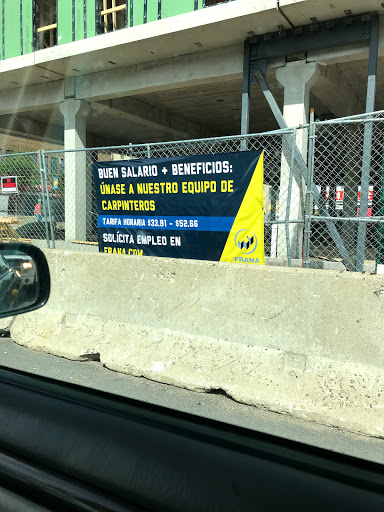 BUEN SALARIO + BENEFICIOS:
ÚNASE A NUESTRO EQUIPO DE
CARPINTEROS
TARIFA HORARIA $33.91 - $52.66
SOLICÍTA EMPLEO EN
FRANA.COM
FRANA